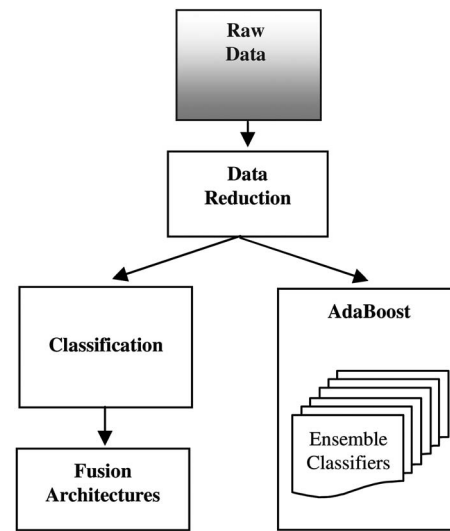 Raw
Data
Data
Reduction
Classification
Fusion
Architectures
AdaBoost
Ensemble
Classifiers